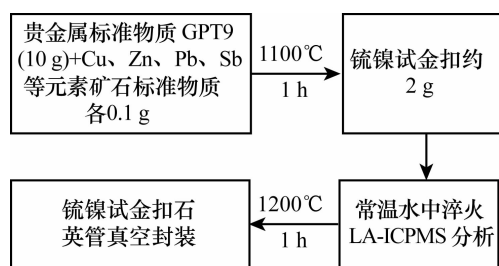 贵金属标准物质 GPT9
(10 g)+Cu、Zn、Pb、Sb
等元素矿石标准物质
各0.1 g
1100℃
1 h
锍镍试金扣约
2 g
常温水中淬火
LA-ICPMS 分析
1200℃
1 h
锍镍试金扣石
英管真空封装